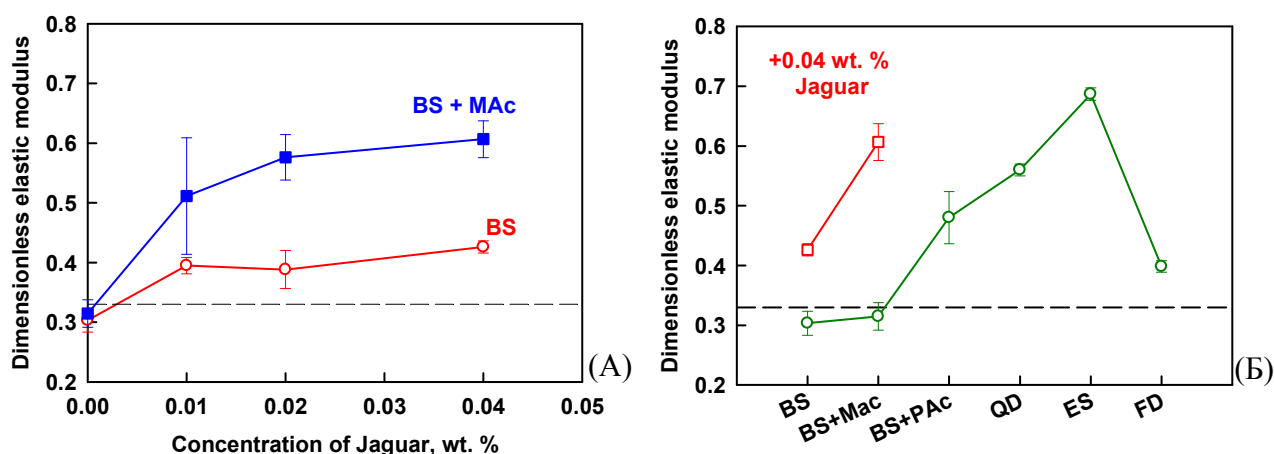 Dimensionless elastic modulus
0.8
0.7
0.6
0.5
0.4
0.3
0.2
BS + MAc
BS
0.00 0.01 0.02 0.03 0.04 0.05
Concentration of Jaguar, wt. %
(А)
Dimensionless elastic modulus
0.8
0.7
0.6
0.5
0.4
0.3
0.2
+0.04 wt. %
Jaguar
BS BS+Mac BS+PAc QD ES FD
(Б)